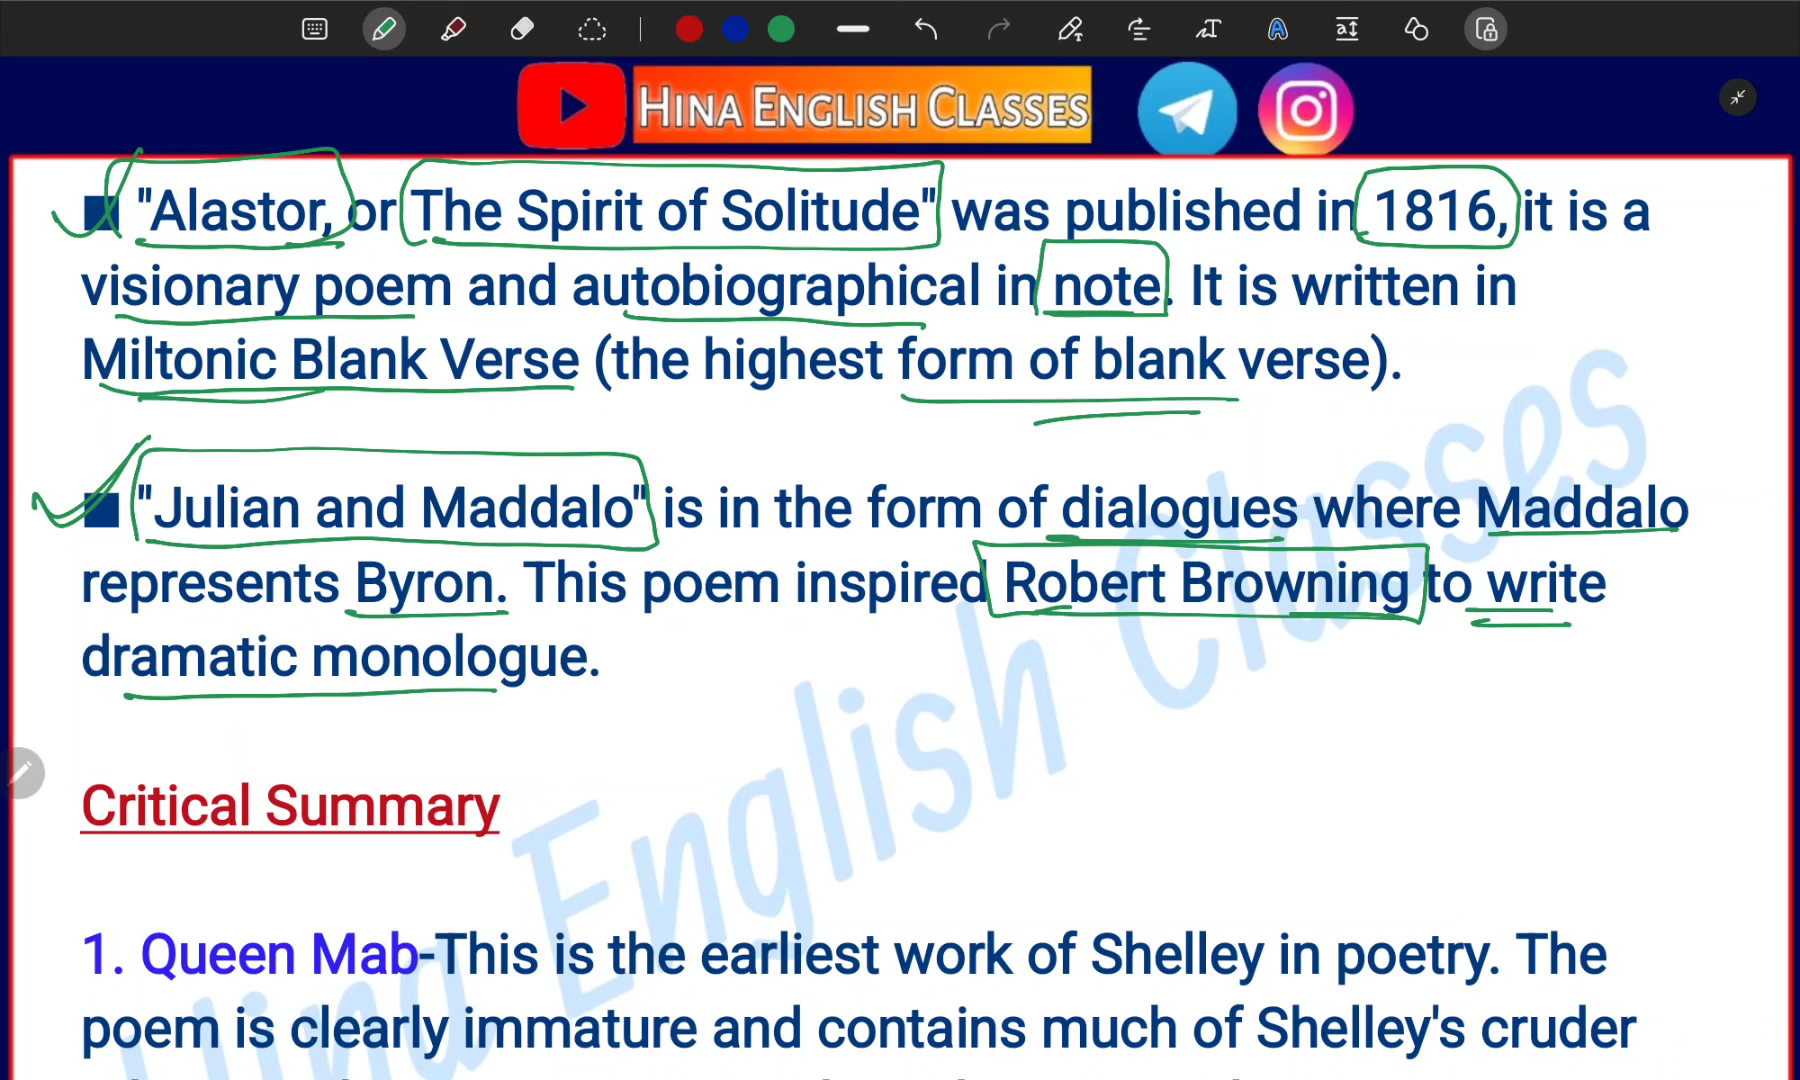 HINA ENGLISH CLASSES
■ "Alastor, or The Spirit of Solitude" was published in 1816, it is a
visionary poem and autobiographical in note. It is written in
Miltonic Blank Verse (the highest form of blank verse).
■ "Julian and Maddalo" is in the form of dialogues where Maddalo
represents Byron. This poem inspired Robert Browning to write
dramatic monologue.
Critical Summary
1. Queen Mab-This is the earliest work of Shelley in poetry. The
poem is clearly immature and contains much of Shelley's cruder
Hina English Classes